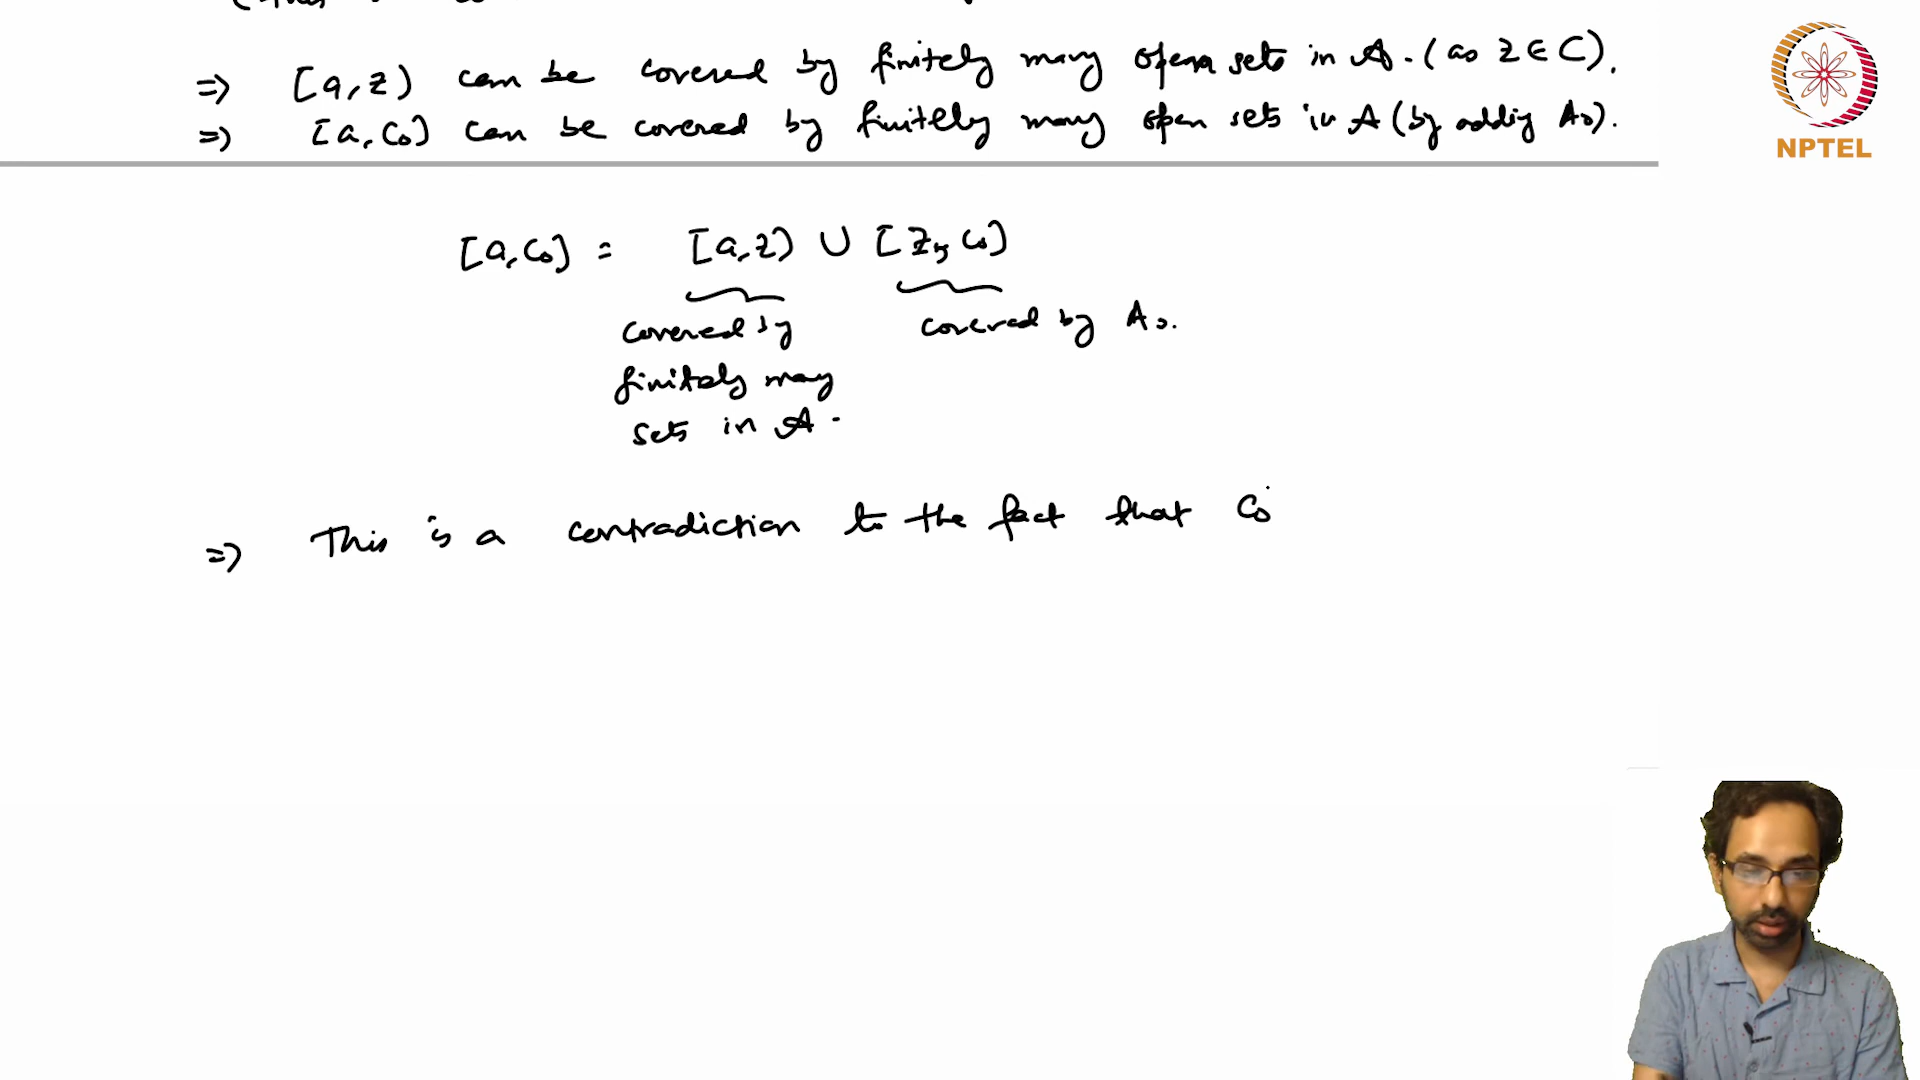 ⇒ [a, z) can be covered by finitely many open sets in A. (as z ∈ C).
⇒ [a, c₀] can be covered by finitely many open sets in A (by adding A₀).
NPTEL
[a, c₀] = [a, z) ∪ [z, c₀]
covered by finitely many sets in A.
covered by A₀.
⇒ This is a contradiction to the fact that c₀